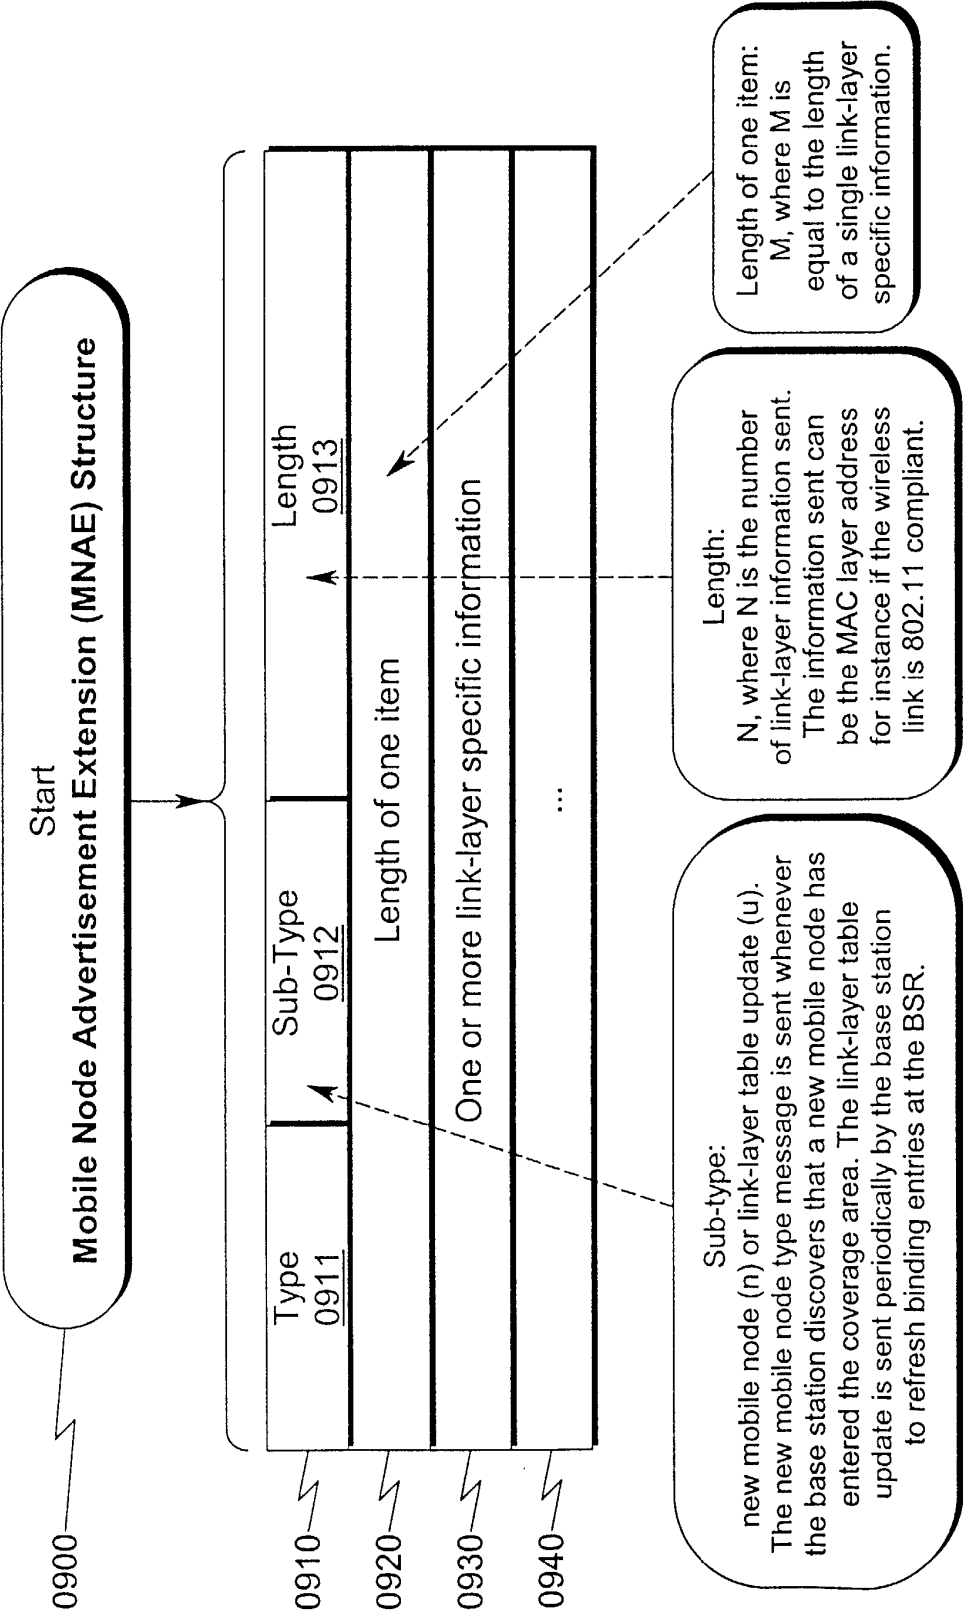 Start
Mobile Node Advertisement Extension (MNAE) Structure
0900
0910
Type
0911
Sub-Type
0912
Length
0913
0920
Length of one item
0930
One or more link-layer specific information
0940
...
Sub-type:
new mobile node (n) or link-layer table update (u).
The new mobile node type message is sent whenever
the base station discovers that a new mobile node has
entered the coverage area. The link-layer table
update is sent periodically by the base station
to refresh binding entries at the BSR.
Length:
N, where N is the number
of link-layer information sent.
The information sent can
be the MAC layer address
for instance if the wireless
link is 802.11 compliant.
Length of one item:
M, where M is
equal to the length
of a single link-layer
specific information.